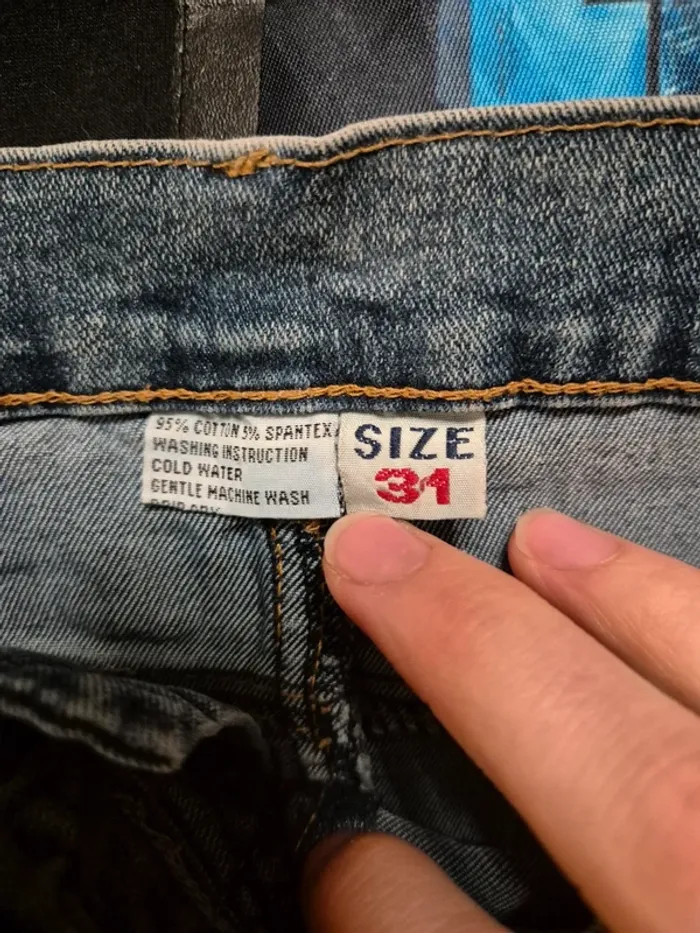 95% COTTON 5% SPANTEX
WASHING INSTRUCTION
COLD WATER
GENTLE MACHINE WASH
SIZE
31